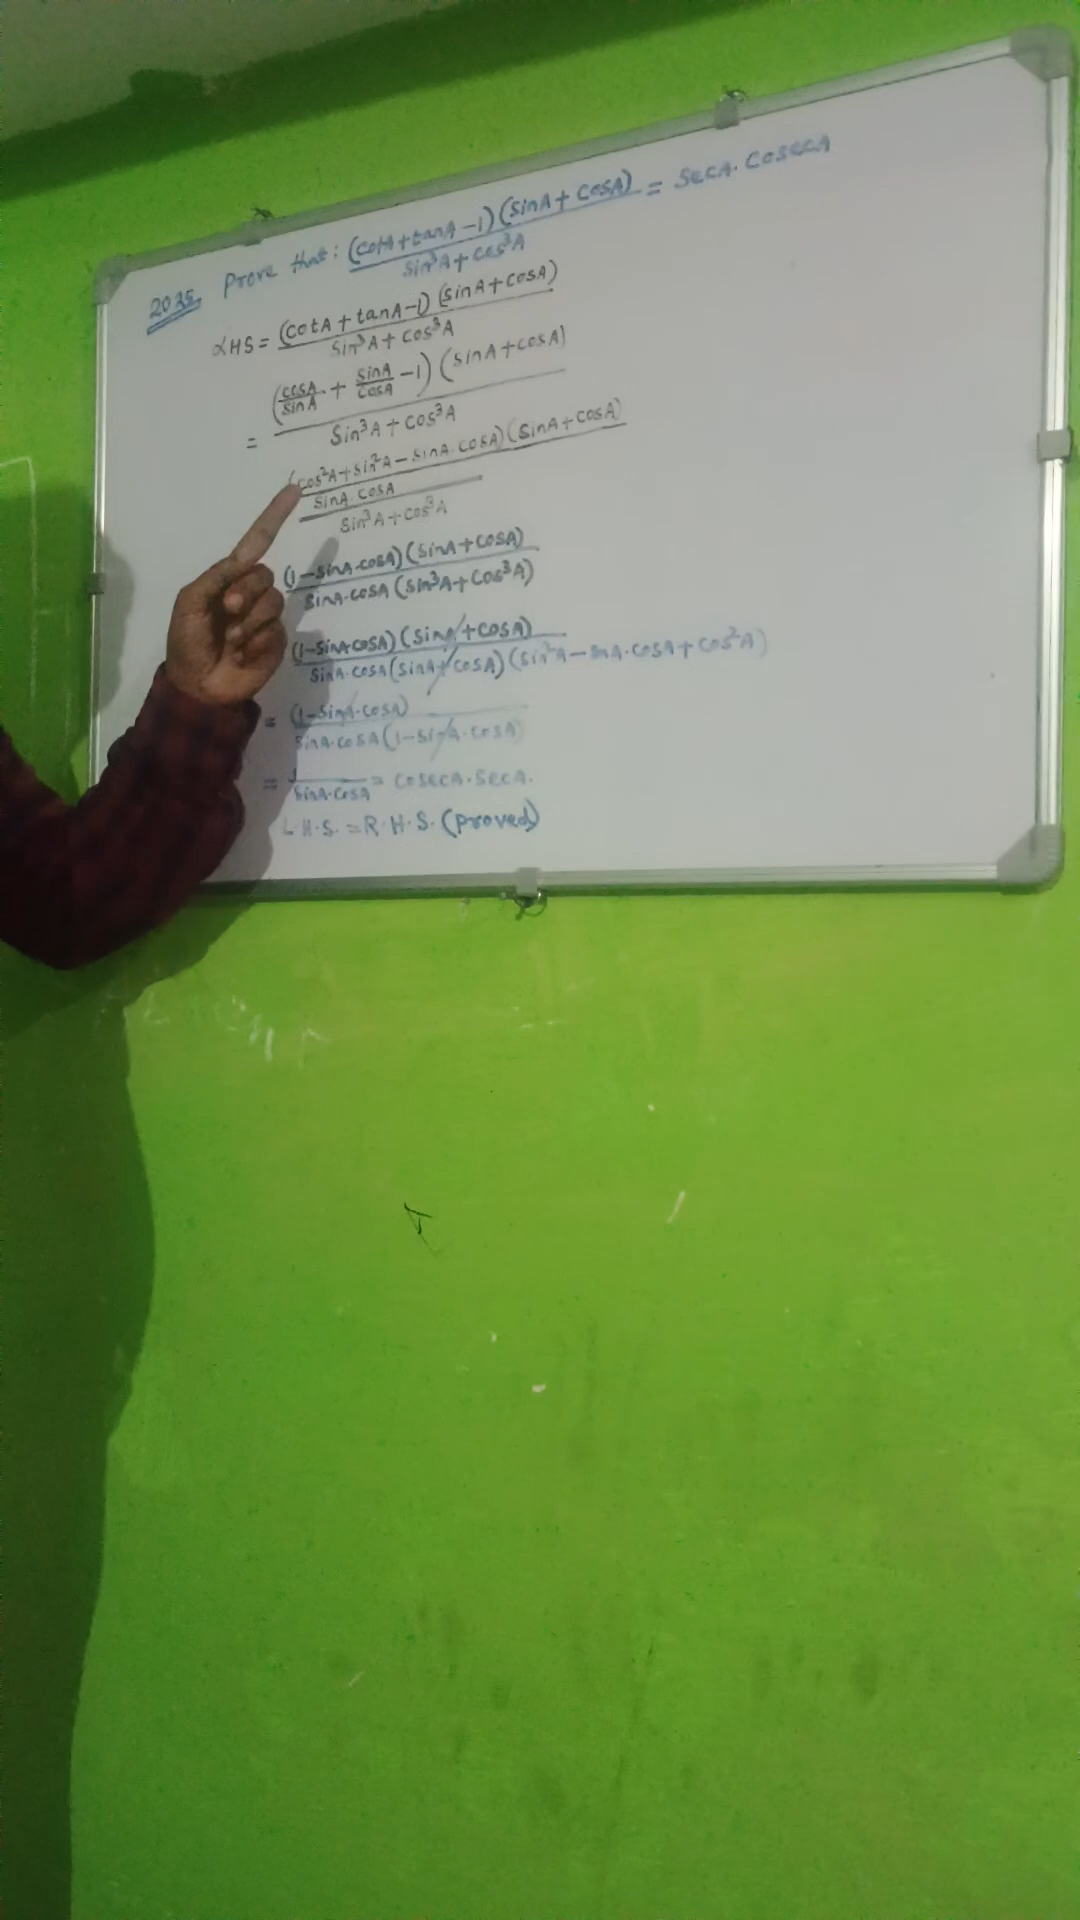 2035. Prove that: (cotA+tanA-1)(sinA+cosA)/sin³A+cos³A = SecA.CosecA
LHS = (cotA+tanA-1)(sinA+cosA)/sin³A+cos³A
= (cosA/sinA + sinA/cosA -1)(sinA+cosA)/Sin³A+cos³A
(cos²A+sin²A-sinA.cosA)(sinA+cosA)/sinA.cosA/sin³A+cos³A
(1-sinA.cosA)(sinA+cosA)/sinA.cosA(sin³A+cos³A)
(1-sinA.cosA)(sinA+cosA)/sinA.cosA(sinA+cosA)(sin²A-sinA.cosA+cos²A)
= (1-sinA.cosA)/sinA.cosA(1-sinA.cosA)
= 1/sinA.cosA = cosecA.secA.
L.H.S. = R.H.S. (proved)